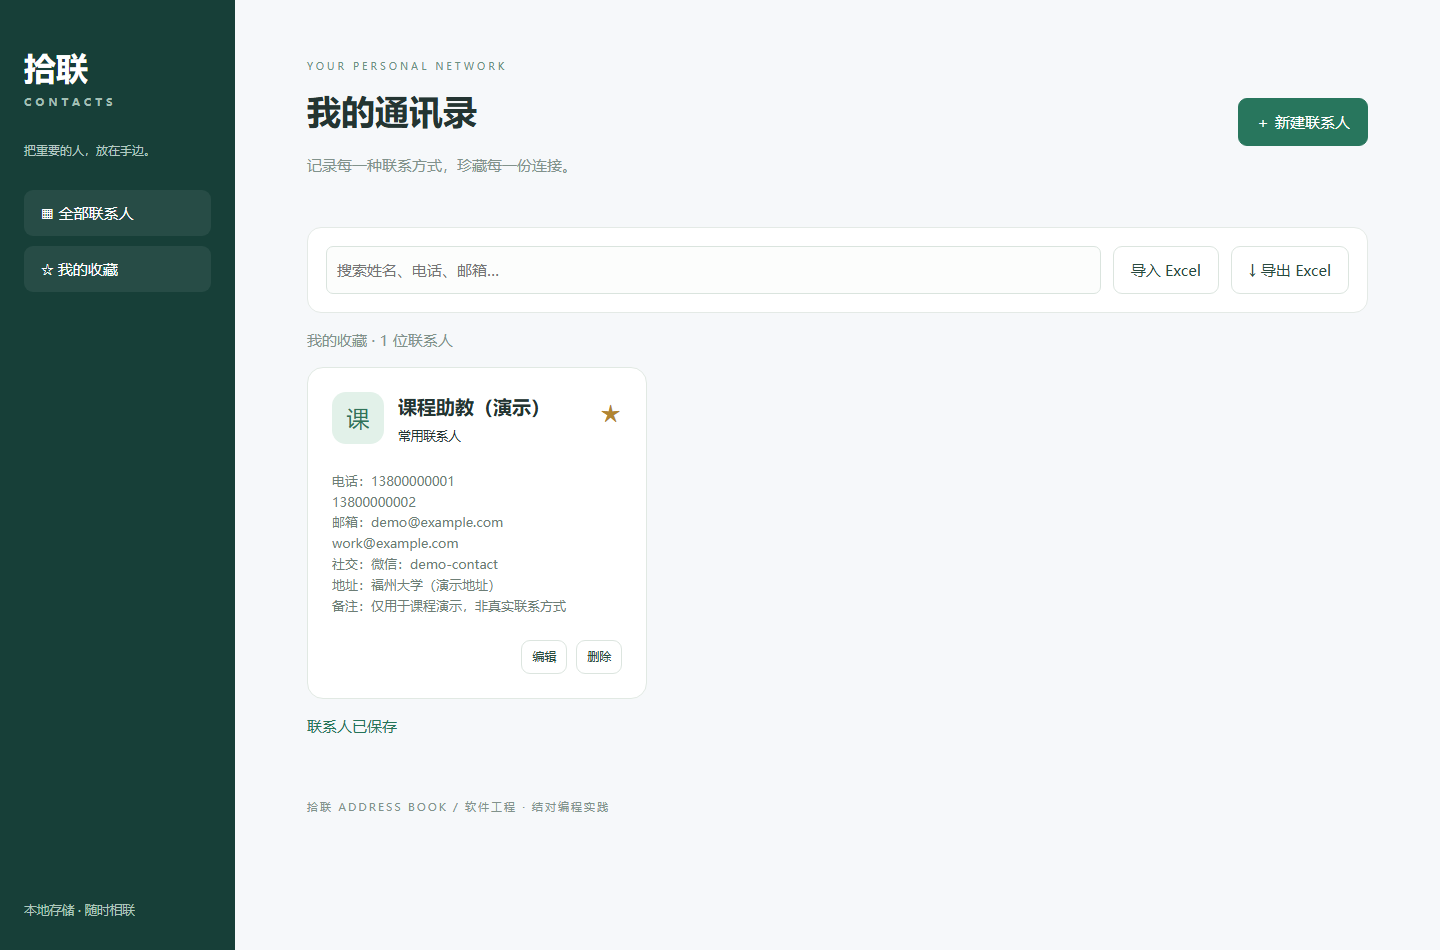 拾联
CONTACTS
把重要的人，放在手边。
▦ 全部联系人
☆ 我的收藏
本地存储 · 随时相联
YOUR PERSONAL NETWORK
我的通讯录
记录每一种联系方式，珍藏每一份连接。
+ 新建联系人
搜索姓名、电话、邮箱...
导入 Excel
↓ 导出 Excel
我的收藏 · 1 位联系人
课
课程助教（演示）
★
常用联系人
电话：13800000001
13800000002
邮箱：demo@example.com
work@example.com
社交：微信：demo-contact
地址：福州大学（演示地址）
备注：仅用于课程演示，非真实联系方式
编辑
删除
联系人已保存
拾联 ADDRESS BOOK / 软件工程 · 结对编程实践